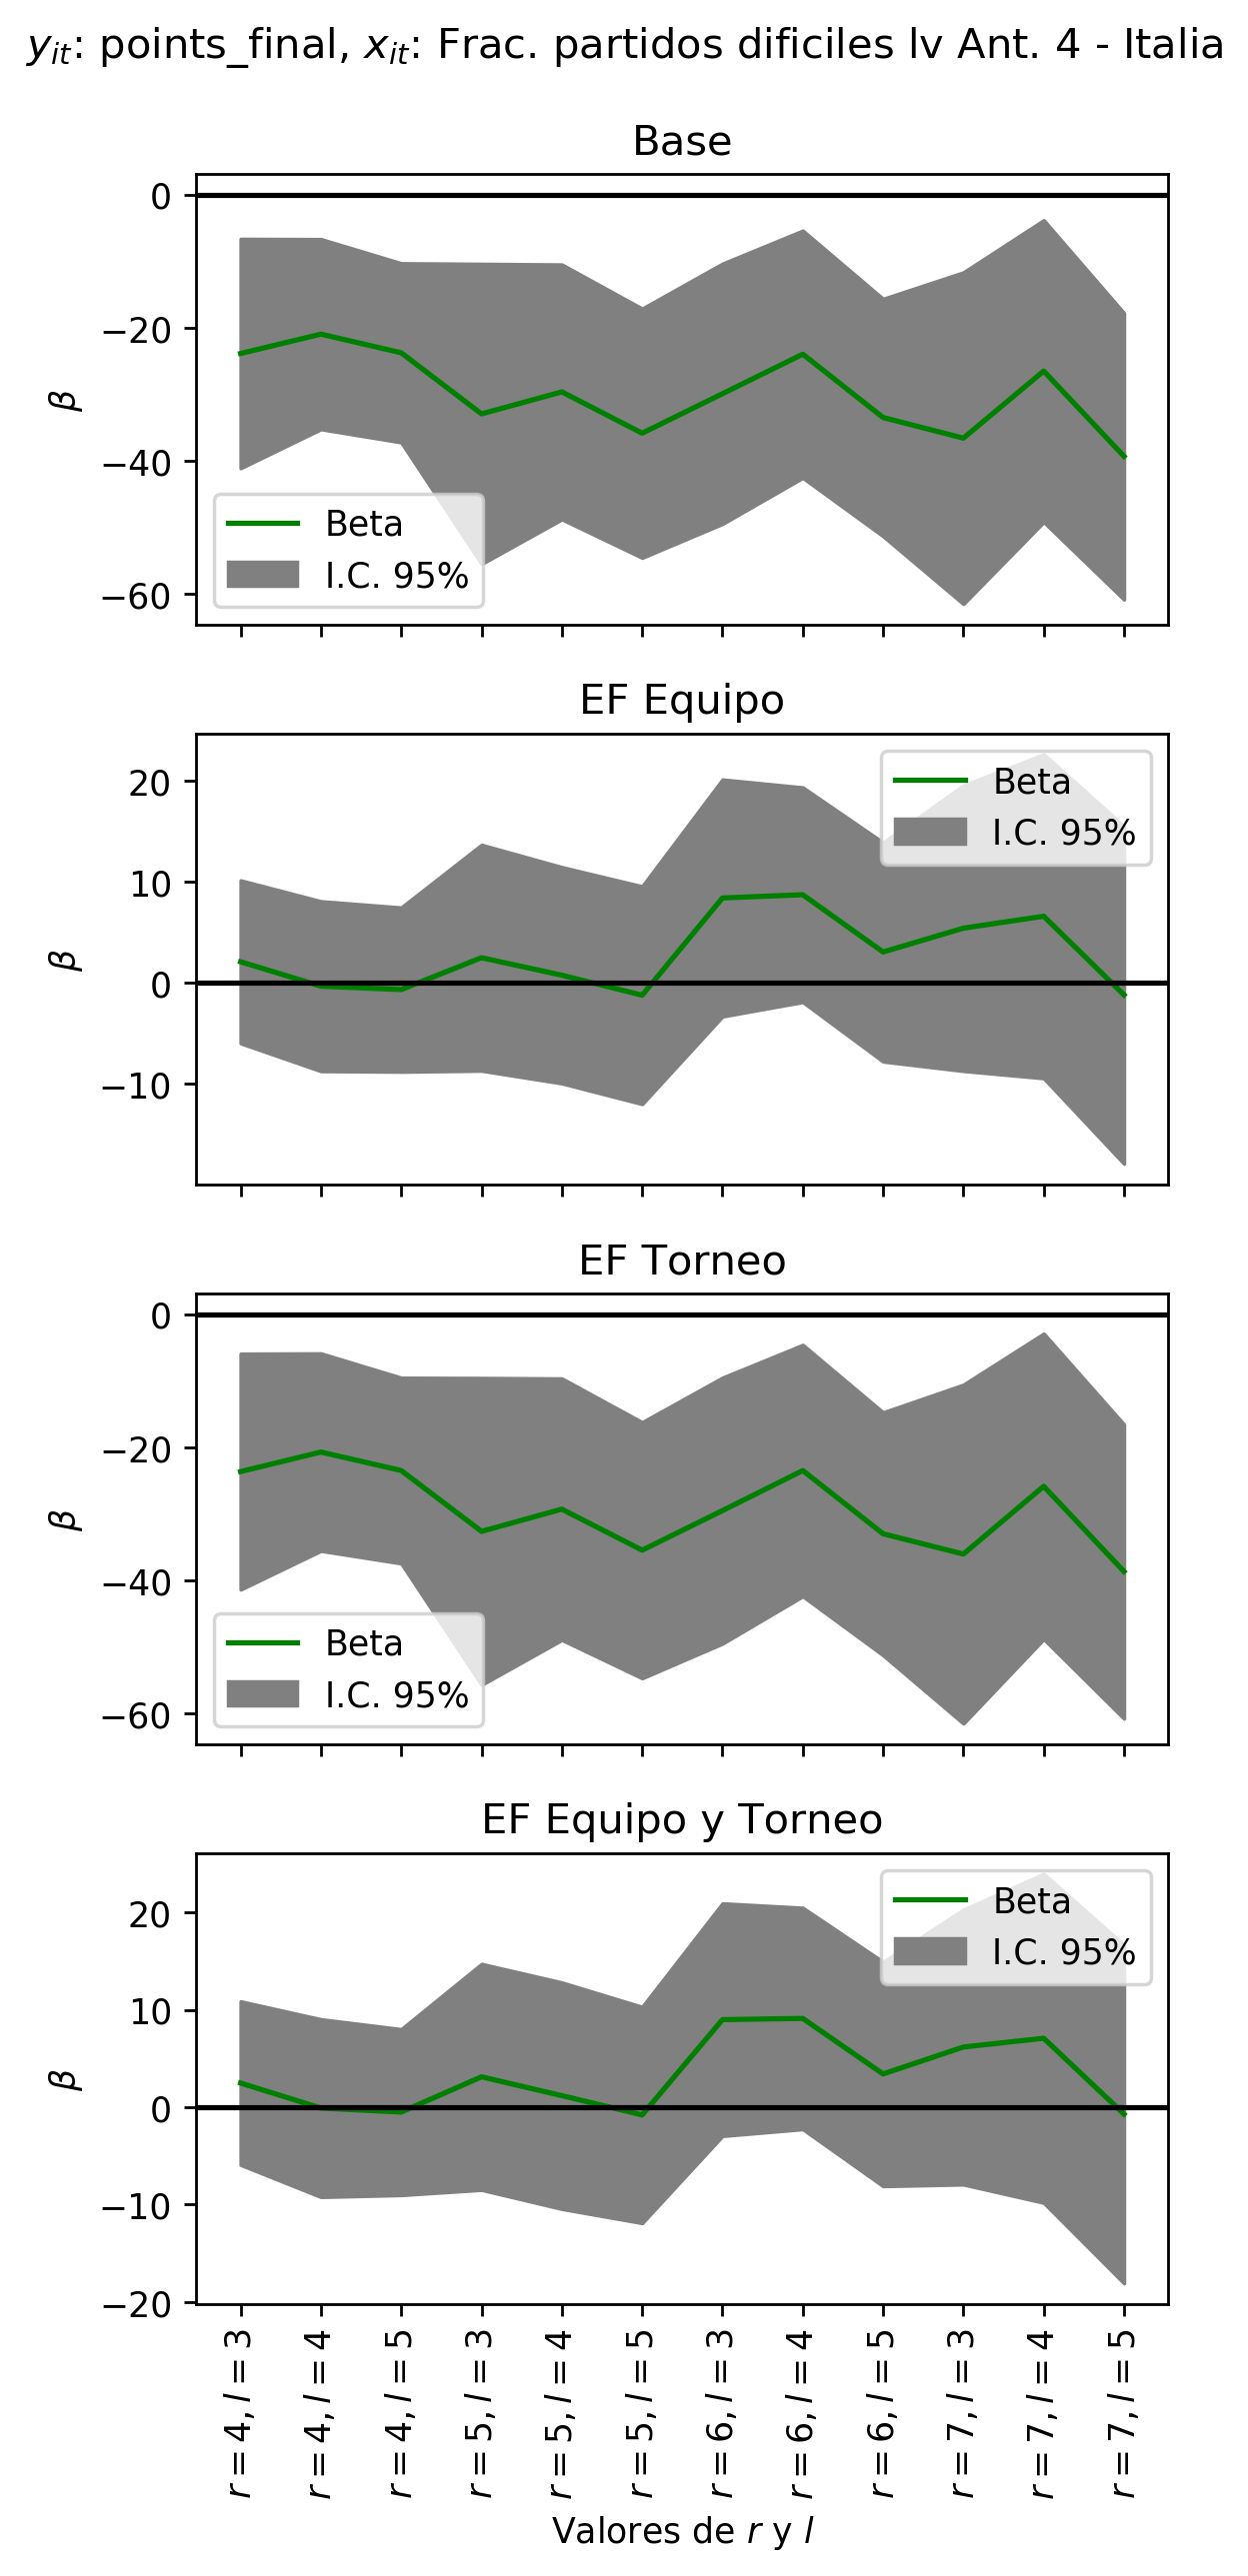 y_it: points_final, x_it: Frac. partidos dificiles lv Ant. 4 - Italia
Base
0
−20
−40
−60
β
Beta
I.C. 95%
EF Equipo
20
10
0
−10
β
Beta
I.C. 95%
EF Torneo
0
−20
−40
−60
β
Beta
I.C. 95%
EF Equipo y Torneo
20
10
0
−10
−20
β
Beta
I.C. 95%
r = 4, l = 3
r = 4, l = 4
r = 4, l = 5
r = 5, l = 3
r = 5, l = 4
r = 5, l = 5
r = 6, l = 3
r = 6, l = 4
r = 6, l = 5
r = 7, l = 3
r = 7, l = 4
r = 7, l = 5
Valores de r y l